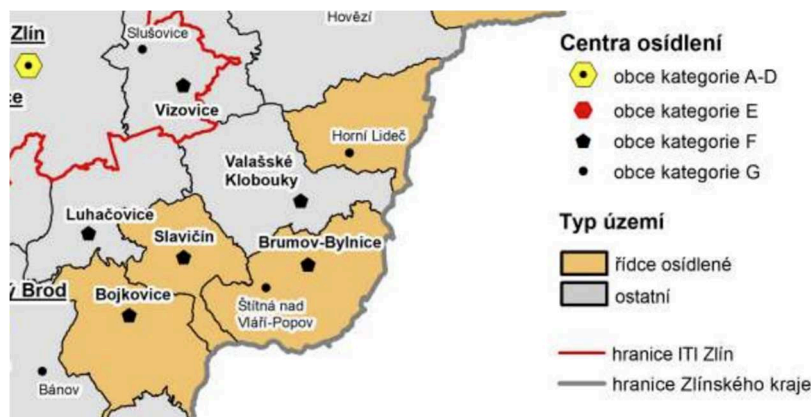 Hovězí
Zlín
Slušovice
ce
Vizovice
Horní Lideč
Valašské
Klobouky
Luhačovice
Slavičín
Brumov-Bylnice
ý Brod
Bojkovice
Štítná nad
Vláří-Popov
Bánov
Centra osídlení
obce kategorie A-D
obce kategorie E
obce kategorie F
obce kategorie G
Typ území
řídce osídlené
ostatní
hranice ITI Zlín
hranice Zlínského kraje